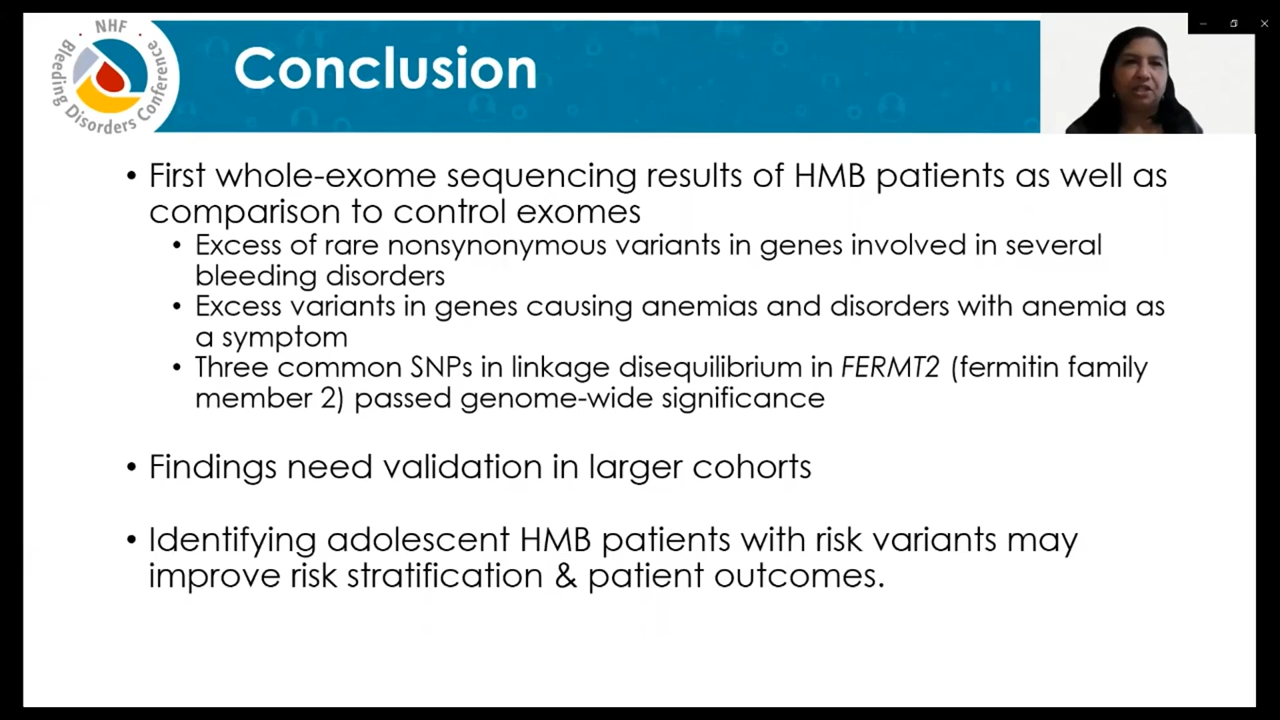 · NHF ·
Bleeding Disorders Conference
Conclusion
• First whole-exome sequencing results of HMB patients as well as
comparison to control exomes
• Excess of rare nonsynonymous variants in genes involved in several
bleeding disorders
• Excess variants in genes causing anemias and disorders with anemia as
a symptom
• Three common SNPs in linkage disequilibrium in FERMT2 (fermitin family
member 2) passed genome-wide significance
• Findings need validation in larger cohorts
• Identifying adolescent HMB patients with risk variants may
improve risk stratification & patient outcomes.